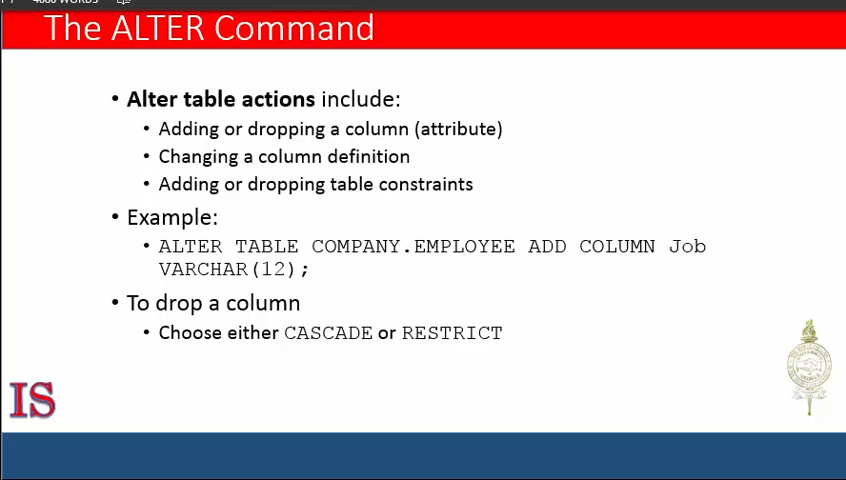 4000 WORDS
The ALTER Command
• Alter table actions include:
• Adding or dropping a column (attribute)
• Changing a column definition
• Adding or dropping table constraints
• Example:
• ALTER TABLE COMPANY.EMPLOYEE ADD COLUMN Job
VARCHAR(12);
• To drop a column
• Choose either CASCADE or RESTRICT
IS